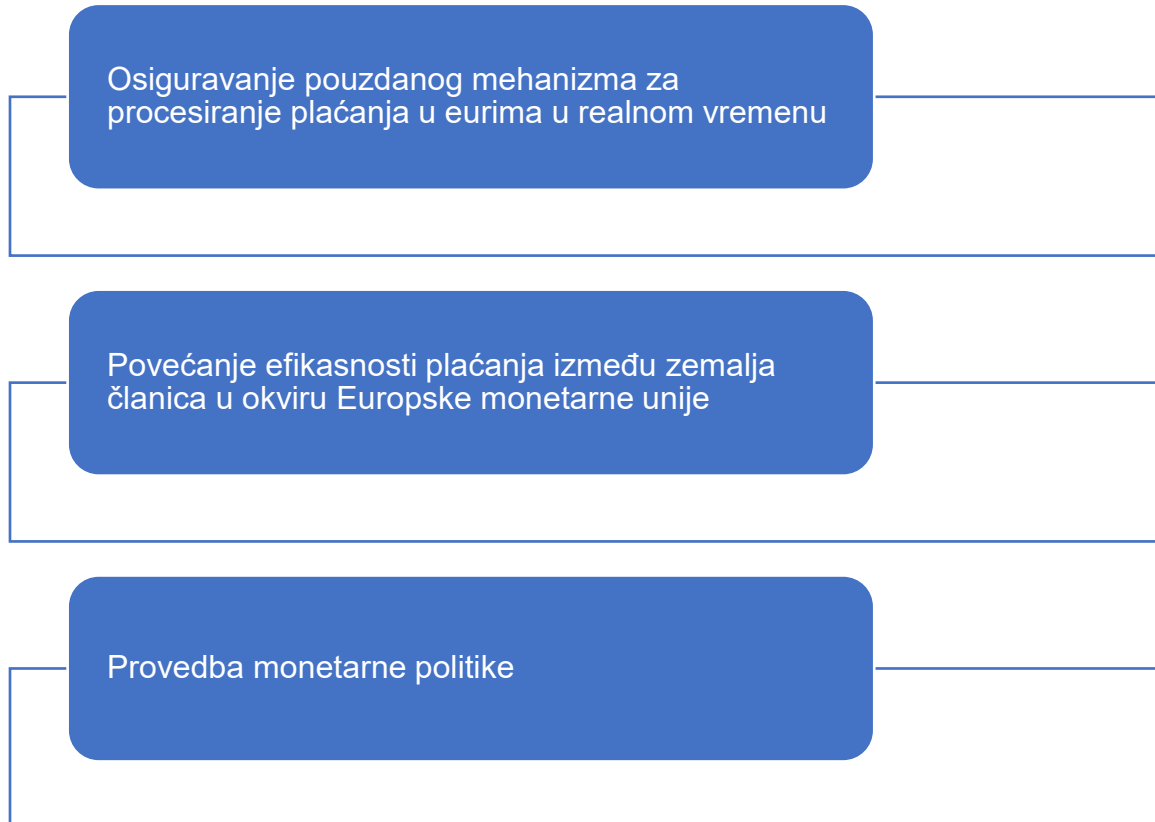 Osiguravanje pouzdanog mehanizma za
procesiranje plaćanja u eurima u realnom vremenu
Povećanje efikasnosti plaćanja između zemalja
članica u okviru Europske monetarne unije
Provedba monetarne politike